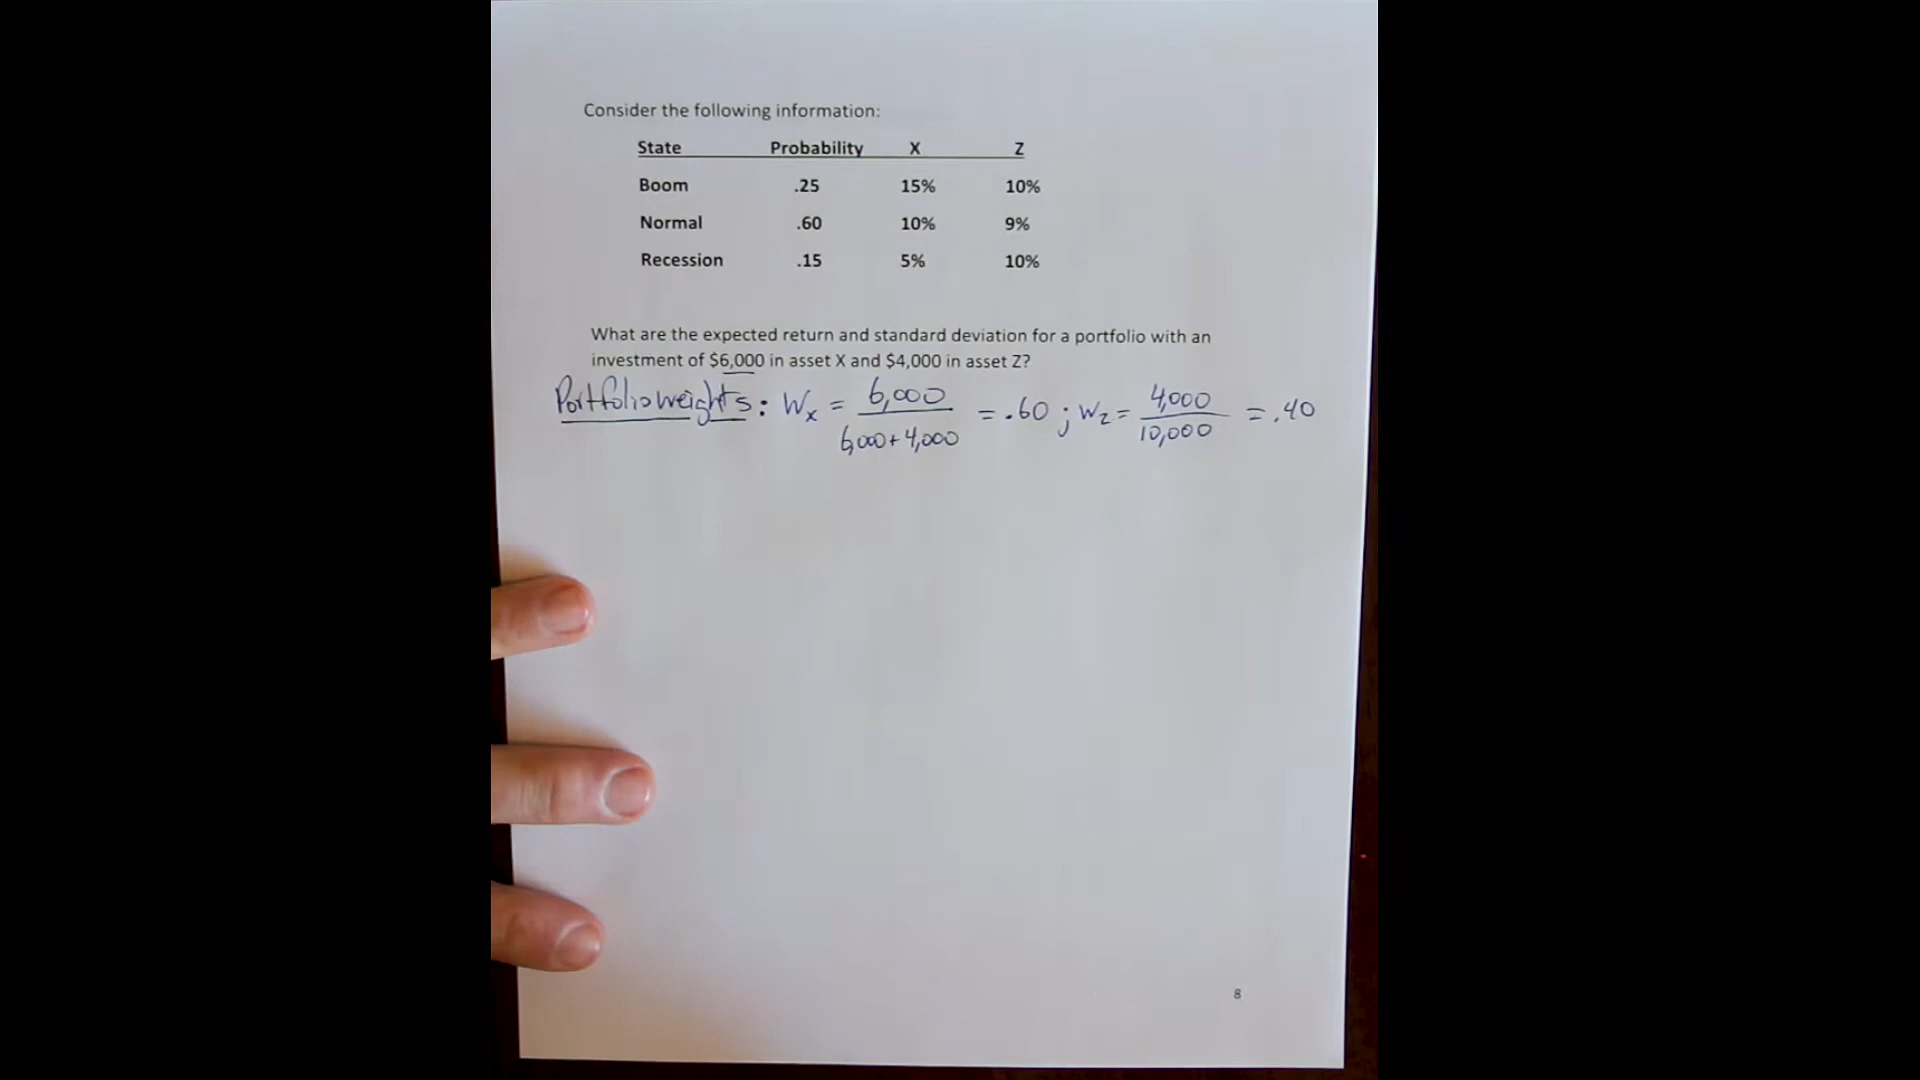 Consider the following information:
State Probability X Z
Boom .25 15% 10%
Normal .60 10% 9%
Recession .15 5% 10%
What are the expected return and standard deviation for a portfolio with an
investment of $6,000 in asset X and $4,000 in asset Z?
Portfolio weights: Wx = 6,000 / 6,000+4,000 = .60 ; Wz = 4,000 / 10,000 = .40
8